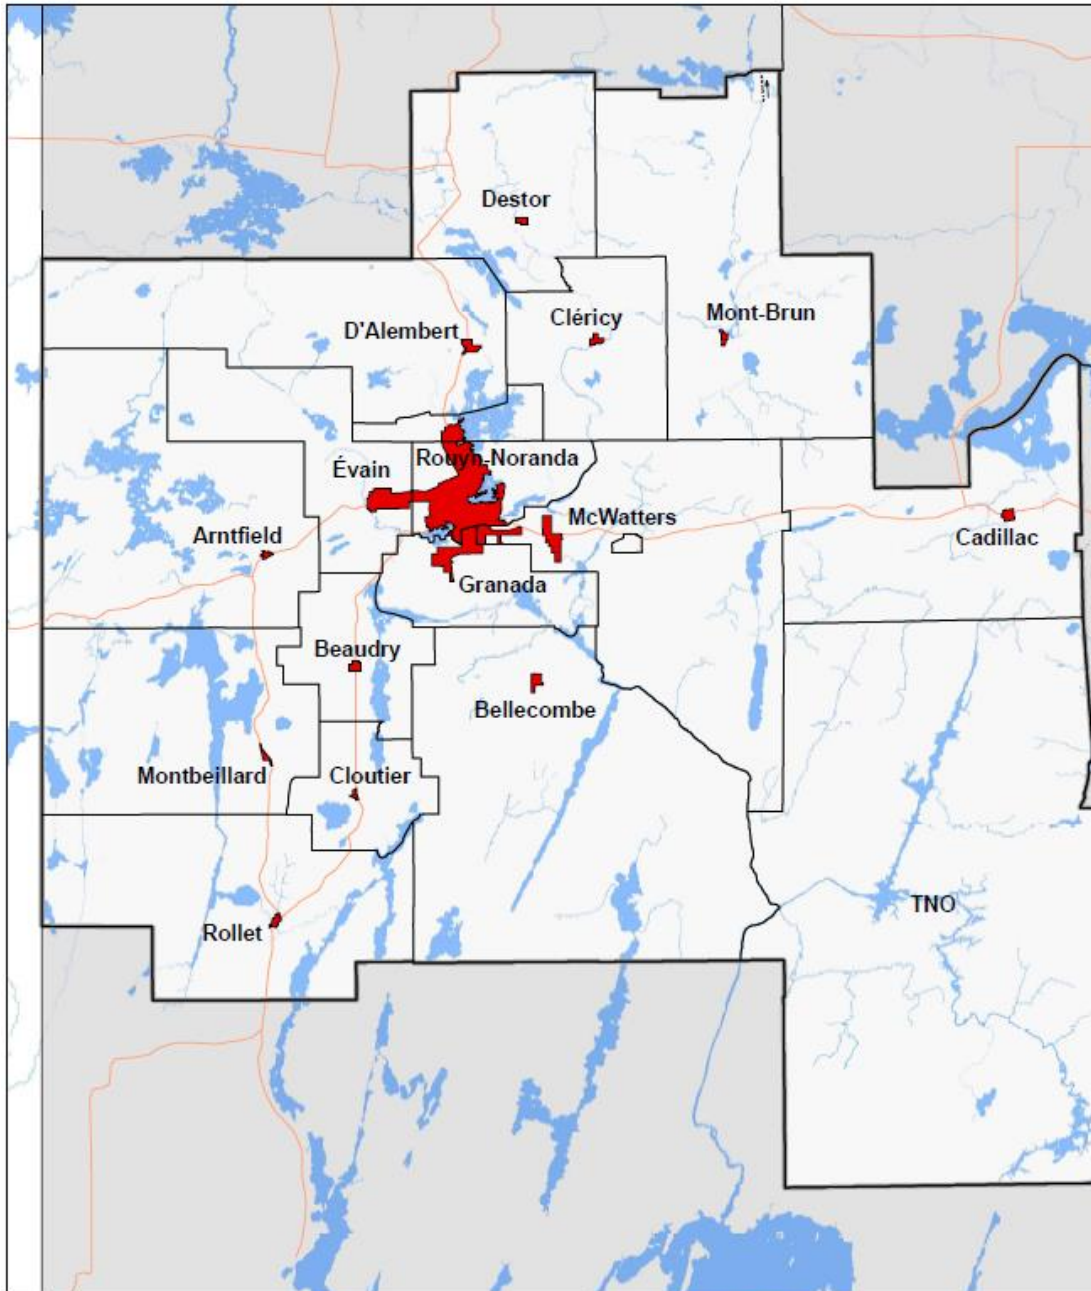 Destor
Cléricy
Mont-Brun
D'Alembert
Évain
Rouyn-Noranda
McWatters
Arntfield
Cadillac
Granada
Beaudry
Bellecombe
Montbeillard
Cloutier
TNO
Rollet